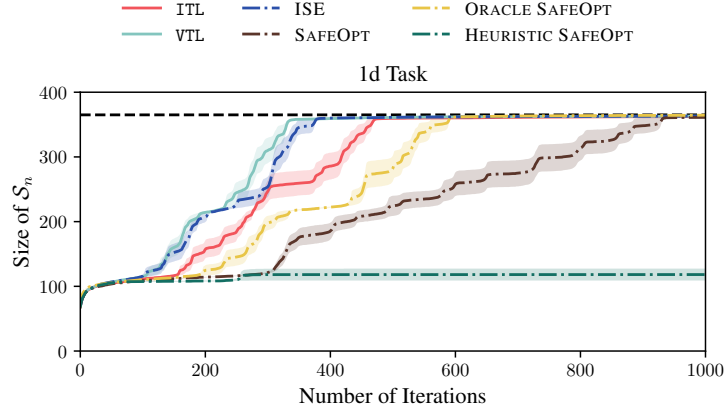 ITL ISE ORACLE SAFEOPT
VTL SAFEOPT HEURISTIC SAFEOPT
1d Task
400
300
200
100
0
Size of 𝒮ₙ
0 200 400 600 800 1000
Number of Iterations